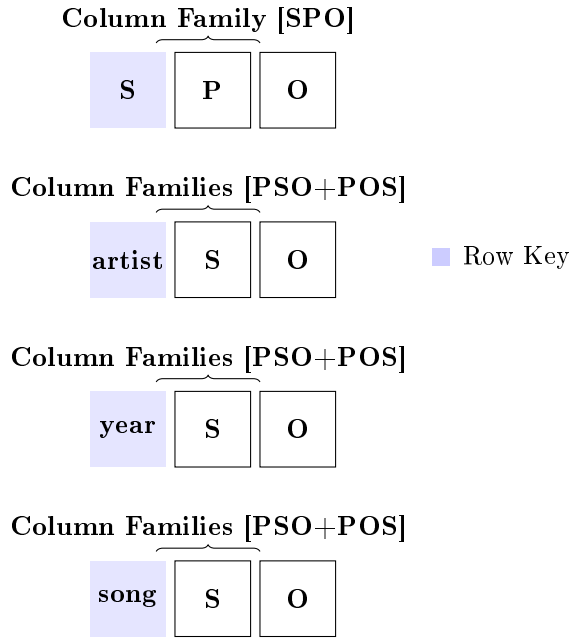 Column Family [SPO]
S P O
Column Families [PSO+POS]
artist S O
Row Key
Column Families [PSO+POS]
year S O
Column Families [PSO+POS]
song S O